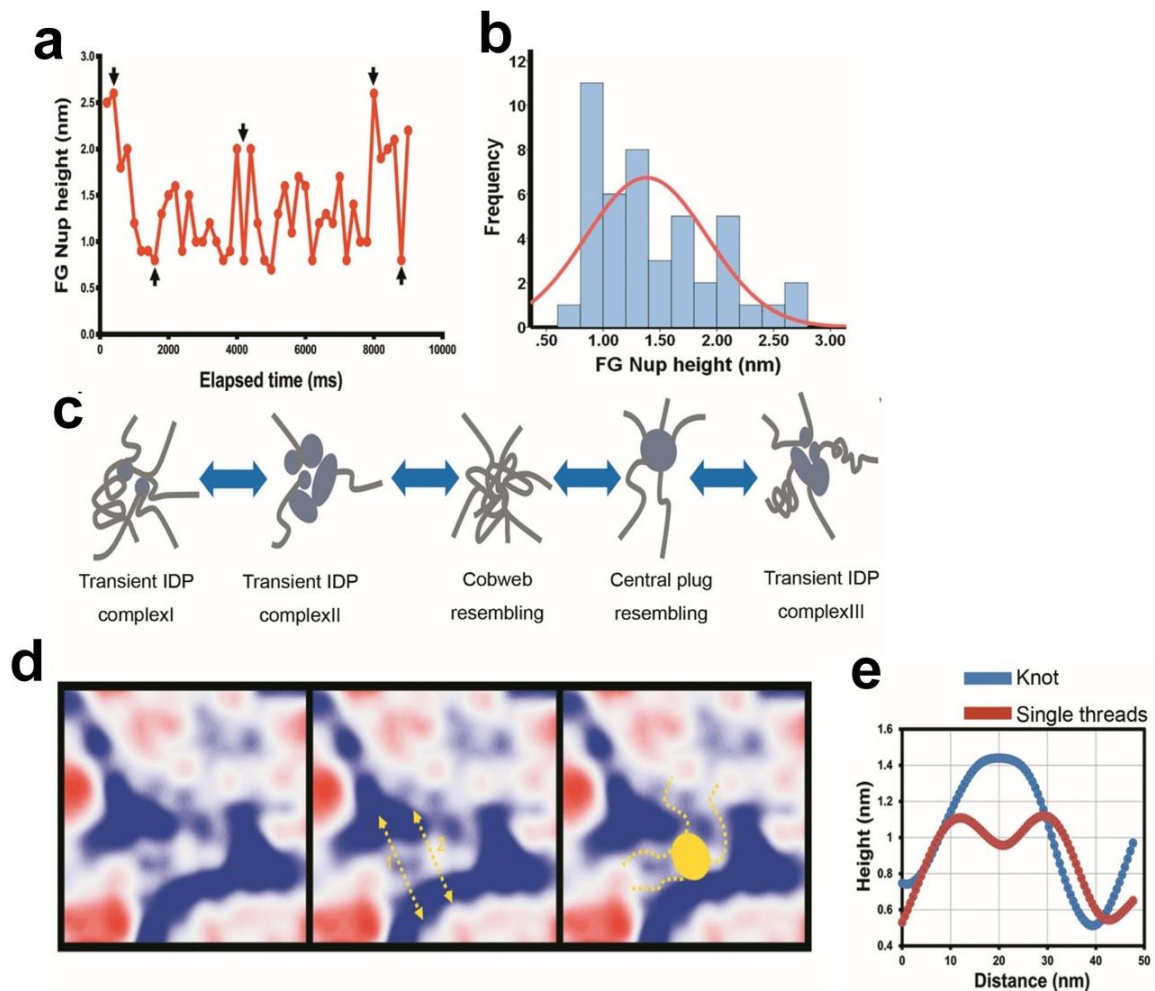 a
3.0
2.5
2.0
1.5
1.0
0.5
0.0
FG Nup height (nm)
0 2000 4000 6000 8000 10000
Elapsed time (ms)
b
12
10
8
6
4
2
0
Frequency
.50 1.00 1.50 2.00 2.50 3.00
FG Nup height (nm)
c
Transient IDP
complexI
Transient IDP
complexII
Cobweb
resembling
Central plug
resembling
Transient IDP
complexIII
d
1
2
e
Knot
Single threads
1.6
1.4
1.2
1
0.8
0.6
0.4
Height (nm)
0 10 20 30 40 50
Distance (nm)